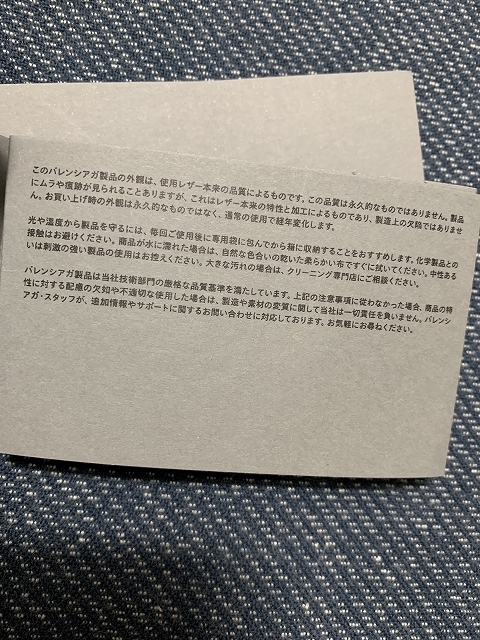 このバレンシアガ製品の外観は、使用レザー本来の品質によるものです。この品質は永久的なものではありません。製品
にムラや痕跡が見られることありますが、これはレザー本来の特性と加工によるものであり、製造上の欠陥ではありませ
ん。お買い上げ時の外観は永久的なものではなく、通常の使用で経年変化します。
光や温度から製品を守るには、毎回ご使用後に専用袋に包んでから箱に収納することをおすすめします。化学製品との
接触はお避けください。商品が水に濡れた場合は、自然な色合いの乾いた柔らかい布ですぐに拭いてください。中性ある
いは刺激の強い製品の使用はお控えください。大きな汚れの場合は、クリーニング専門店にご相談ください。
バレンシアガ製品は当社技術部門の厳格な品質基準を満たしています。上記の注意事項に従わなかった場合、商品の特
性に対する配慮の欠如や不適切な使用した場合は、製造や素材の変質に関して当社は一切責任を負いません。バレンシ
アガ・スタッフが、追加情報やサポートに関するお問い合わせに対応しております。お気軽にお尋ねください。